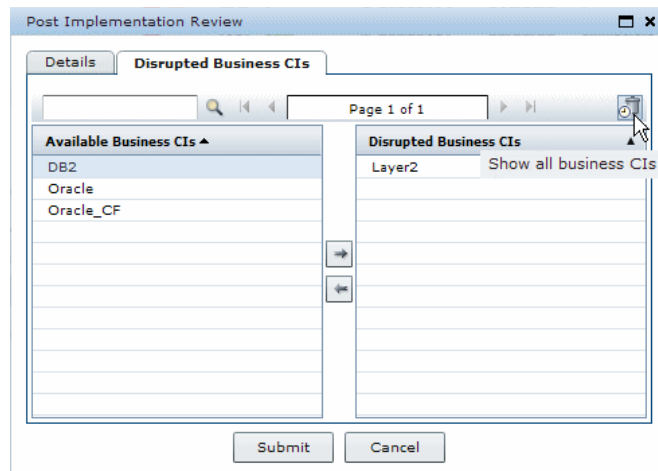 Post Implementation Review
Details
Disrupted Business CIs
Page 1 of 1
Available Business CIs
Disrupted Business CIs
DB2
Layer2
Show all business CIs
Oracle
Oracle_CF
Submit
Cancel